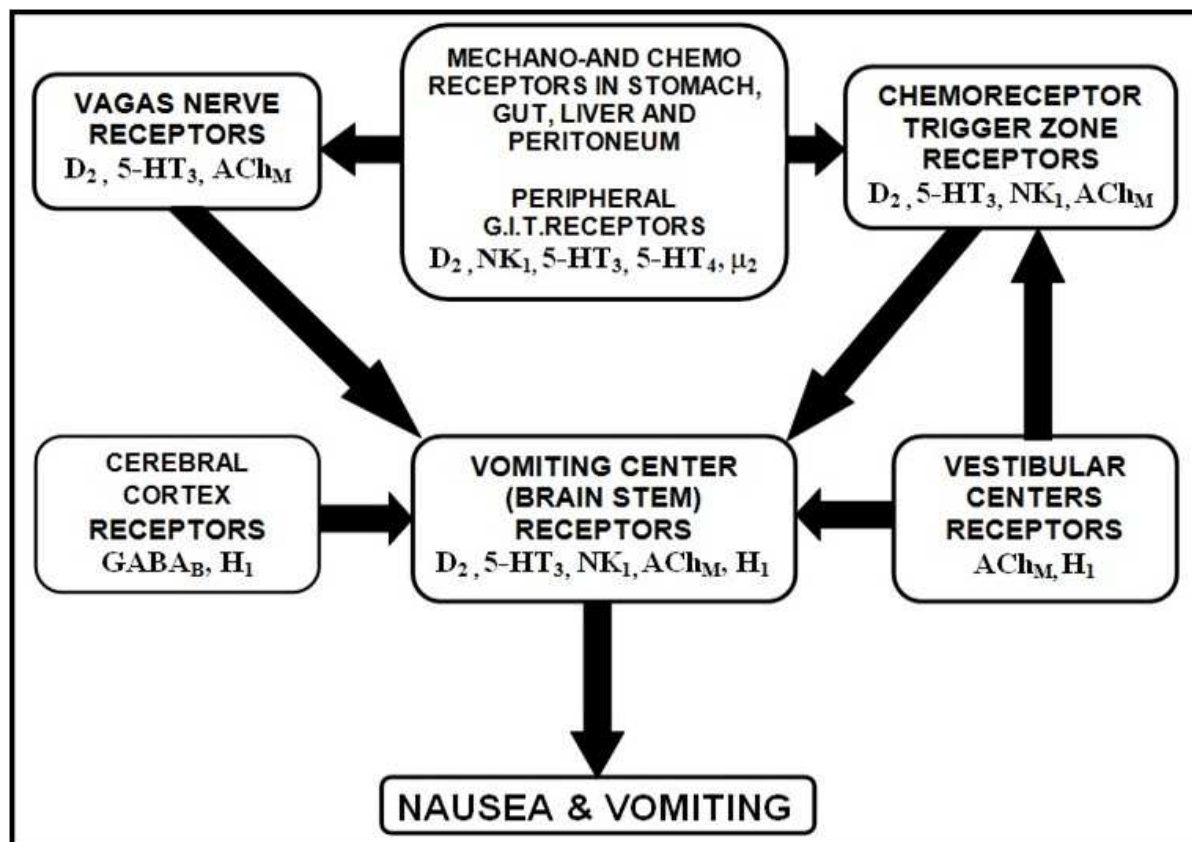 VAGAS NERVE
RECEPTORS
D₂, 5-HT₃, AChM
MECHANO-AND CHEMO
RECEPTORS IN STOMACH,
GUT, LIVER AND
PERITONEUM
PERIPHERAL
G.I.T.RECEPTORS
D₂, NK₁, 5-HT₃, 5-HT₄, μ₂
CHEMORECEPTOR
TRIGGER ZONE
RECEPTORS
D₂, 5-HT₃, NK₁, AChM
CEREBRAL
CORTEX
RECEPTORS
GABAB, H₁
VOMITING CENTER
(BRAIN STEM)
RECEPTORS
D₂, 5-HT₃, NK₁, AChM, H₁
VESTIBULAR
CENTERS
RECEPTORS
AChM, H₁
NAUSEA & VOMITING